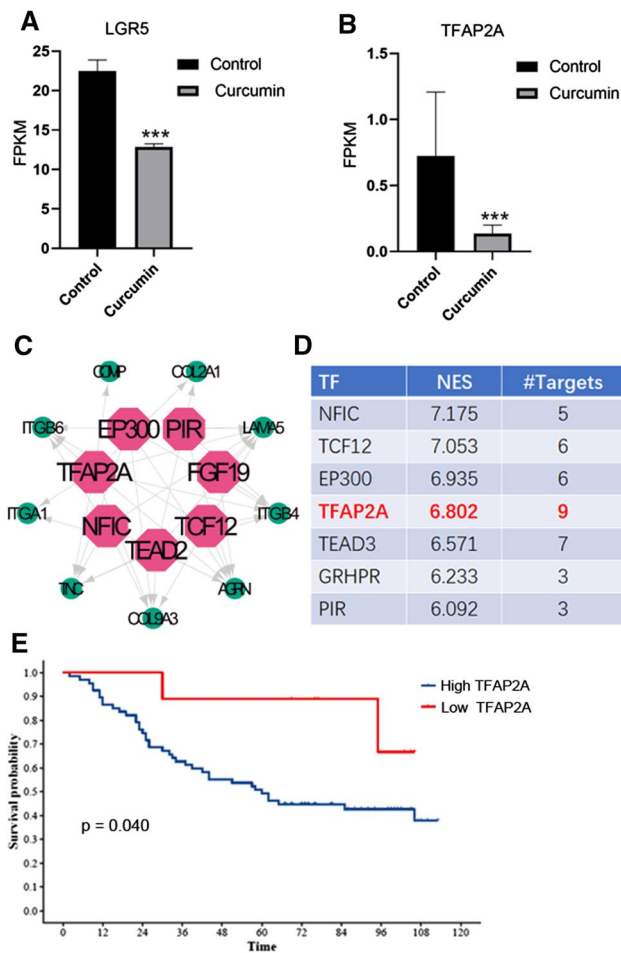 A
LGR5
25
20
15
10
5
0
FPKM
***
Control
Curcumin
Control
Curcumin
B
TFAP2A
1.5
1.0
0.5
0.0
FPKM
***
Control
Curcumin
Control
Curcumin
C
COMP
COL2A1
ITGB6
EP300
PIR
LAMA5
TFAP2A
FGF19
ITGA1
NFIC
TCF12
ITGB4
TEAD2
TNC
AGRN
COL9A3
D
TF NES #Targets
NFIC 7.175 5
TCF12 7.053 6
EP300 6.935 6
TFAP2A 6.802 9
TEAD3 6.571 7
GRHPR 6.233 3
PIR 6.092 3
E
1.0
0.9
0.8
0.7
0.6
0.5
0.4
0.3
0.2
0.1
0.0
Survival probability
High TFAP2A
Low TFAP2A
p = 0.040
0 12 24 36 48 60 72 84 96 108 120
Time